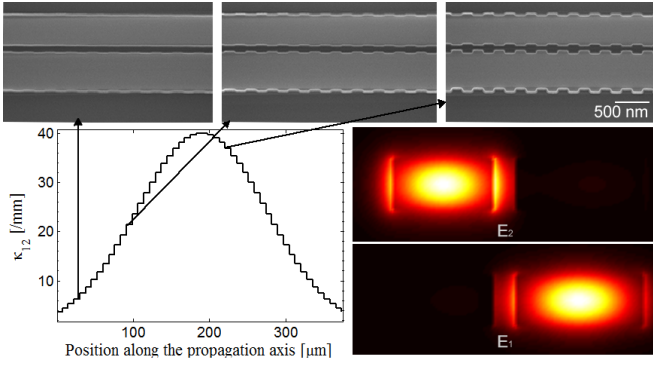 500 nm
40
30
20
10
κ12 [/mm]
100
200
300
Position along the propagation axis [μm]
E2
E1